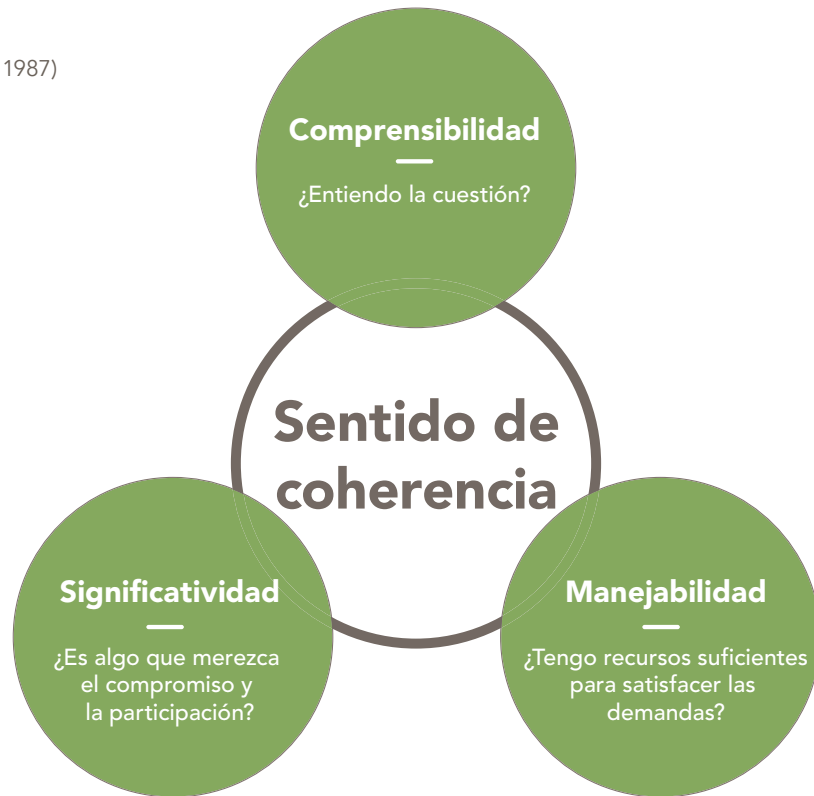 1987)
Comprensibilidad
¿Entiendo la cuestión?
Sentido de
coherencia
Significatividad
¿Es algo que merezca
el compromiso y
la participación?
Manejabilidad
¿Tengo recursos suficientes
para satisfacer las
demandas?